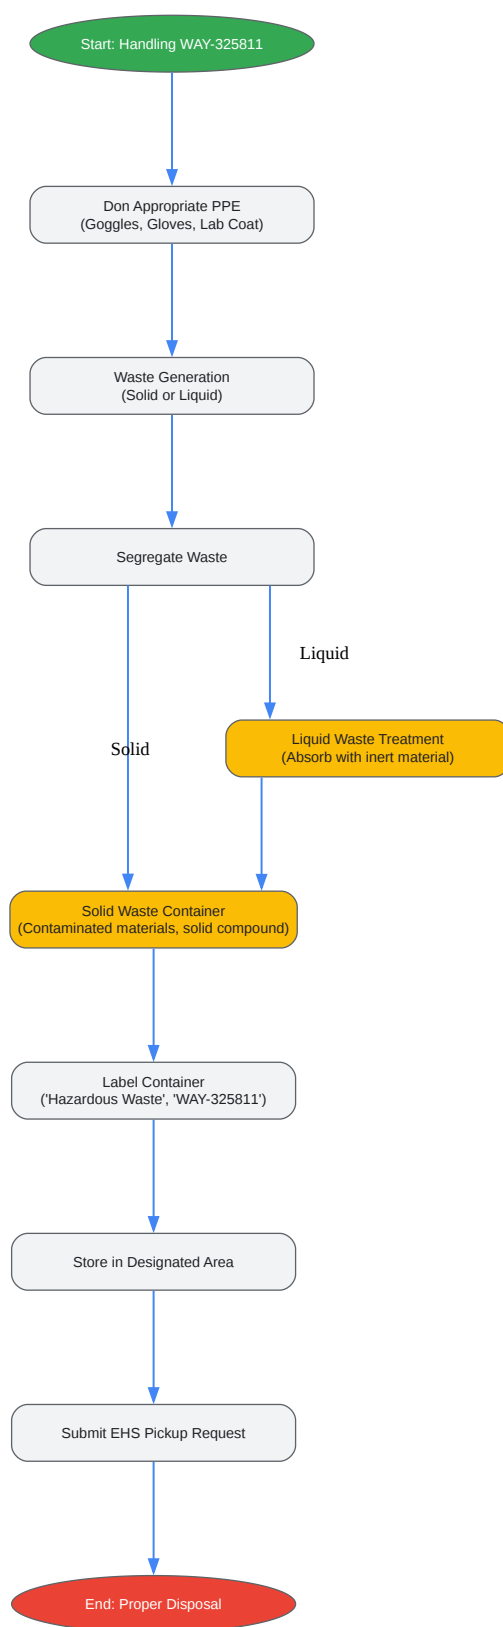 Start: Handling WAY-325811
Don Appropriate PPE
(Goggles, Gloves, Lab Coat)
Waste Generation
(Solid or Liquid)
Segregate Waste
Liquid
Solid
Liquid Waste Treatment
(Absorb with inert material)
Solid Waste Container
(Contaminated materials, solid compound)
Label Container
('Hazardous Waste', 'WAY-325811')
Store in Designated Area
Submit EHS Pickup Request
End: Proper Disposal